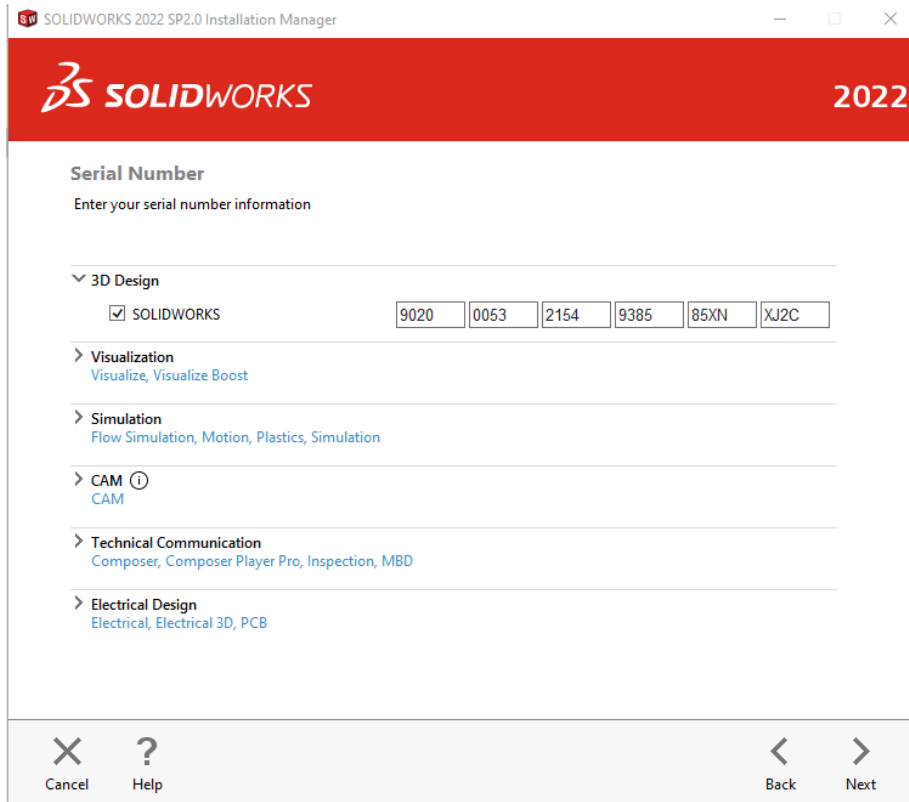 SW SOLIDWORKS 2022 SP2.0 Installation Manager
3DS SOLIDWORKS 2022
Serial Number
Enter your serial number information
3D Design
SOLIDWORKS 9020 0053 2154 9385 85XN XJ2C
Visualization
Visualize, Visualize Boost
Simulation
Flow Simulation, Motion, Plastics, Simulation
CAM i
CAM
Technical Communication
Composer, Composer Player Pro, Inspection, MBD
Electrical Design
Electrical, Electrical 3D, PCB
? 
Cancel Help Back Next